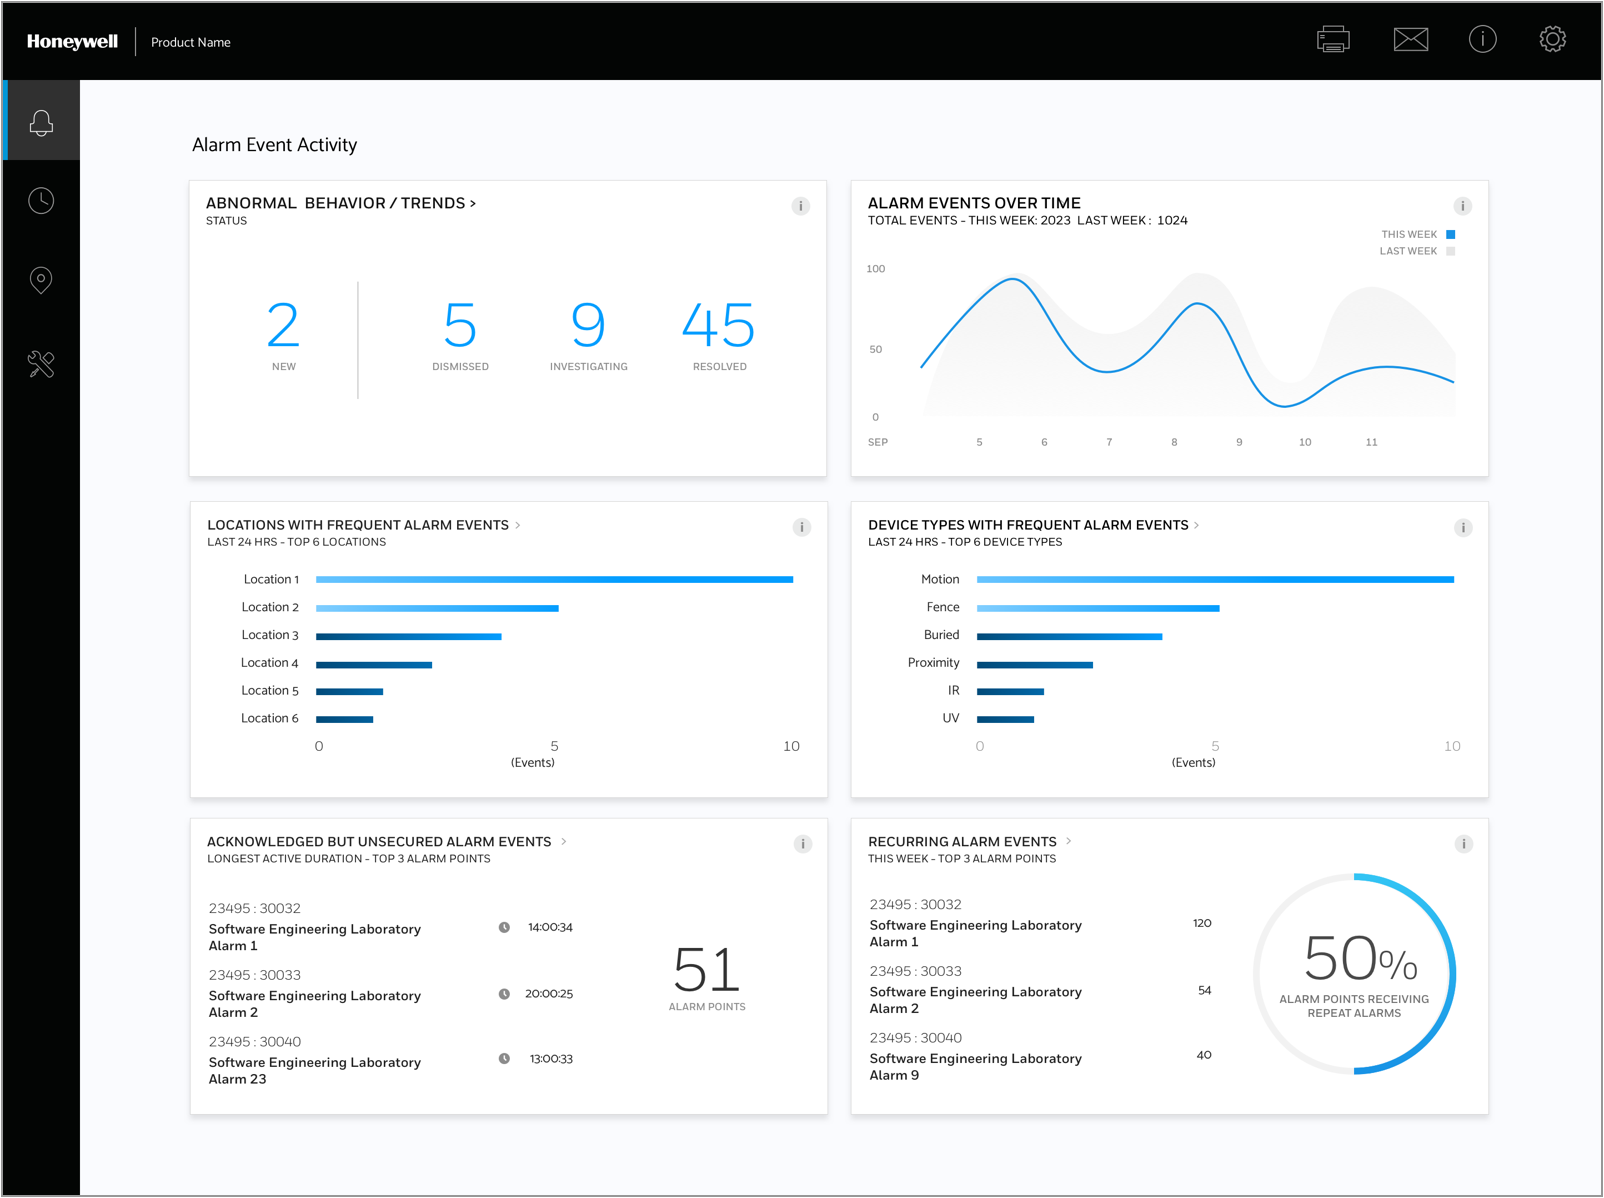 Honeywell
Product Name
Alarm Event Activity
ABNORMAL BEHAVIOR / TRENDS >
STATUS
i
2
5
9
45
NEW
DISMISSED
INVESTIGATING
RESOLVED
ALARM EVENTS OVER TIME
TOTAL EVENTS - THIS WEEK: 2023 LAST WEEK : 1024
i
THIS WEEK
LAST WEEK
100
50
0
SEP 5 6 7 8 9 10 11
LOCATIONS WITH FREQUENT ALARM EVENTS >
LAST 24 HRS - TOP 6 LOCATIONS
i
Location 1
Location 2
Location 3
Location 4
Location 5
Location 6
0 5 10
(Events)
DEVICE TYPES WITH FREQUENT ALARM EVENTS >
LAST 24 HRS - TOP 6 DEVICE TYPES
i
Motion
Fence
Buried
Proximity
IR
UV
0 5 10
(Events)
ACKNOWLEDGED BUT UNSECURED ALARM EVENTS >
LONGEST ACTIVE DURATION - TOP 3 ALARM POINTS
i
23495 : 30032
Software Engineering Laboratory
Alarm 1
14:00:34
23495 : 30033
Software Engineering Laboratory
Alarm 2
20:00:25
23495 : 30040
Software Engineering Laboratory
Alarm 23
13:00:33
51
ALARM POINTS
RECURRING ALARM EVENTS >
THIS WEEK - TOP 3 ALARM POINTS
i
23495 : 30032
Software Engineering Laboratory
Alarm 1
120
23495 : 30033
Software Engineering Laboratory
Alarm 2
54
23495 : 30040
Software Engineering Laboratory
Alarm 9
40
50%
ALARM POINTS RECEIVING
REPEAT ALARMS